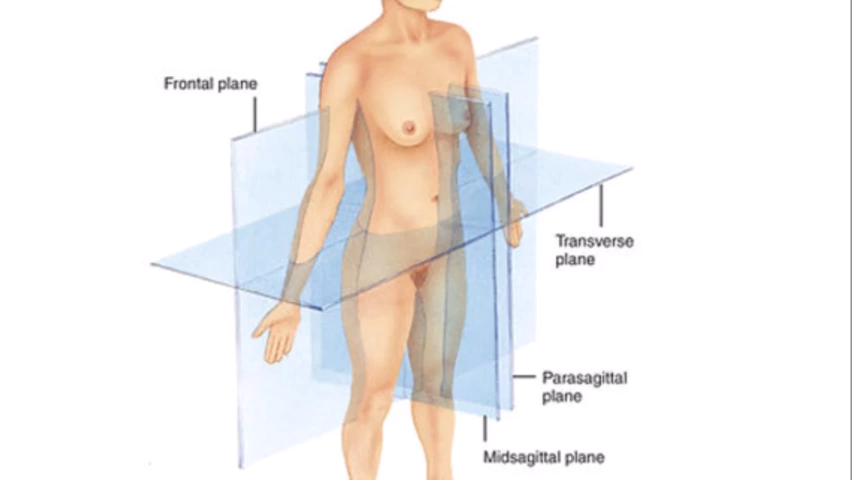 Frontal plane
Transverse
plane
Parasagittal
plane
Midsagittal plane